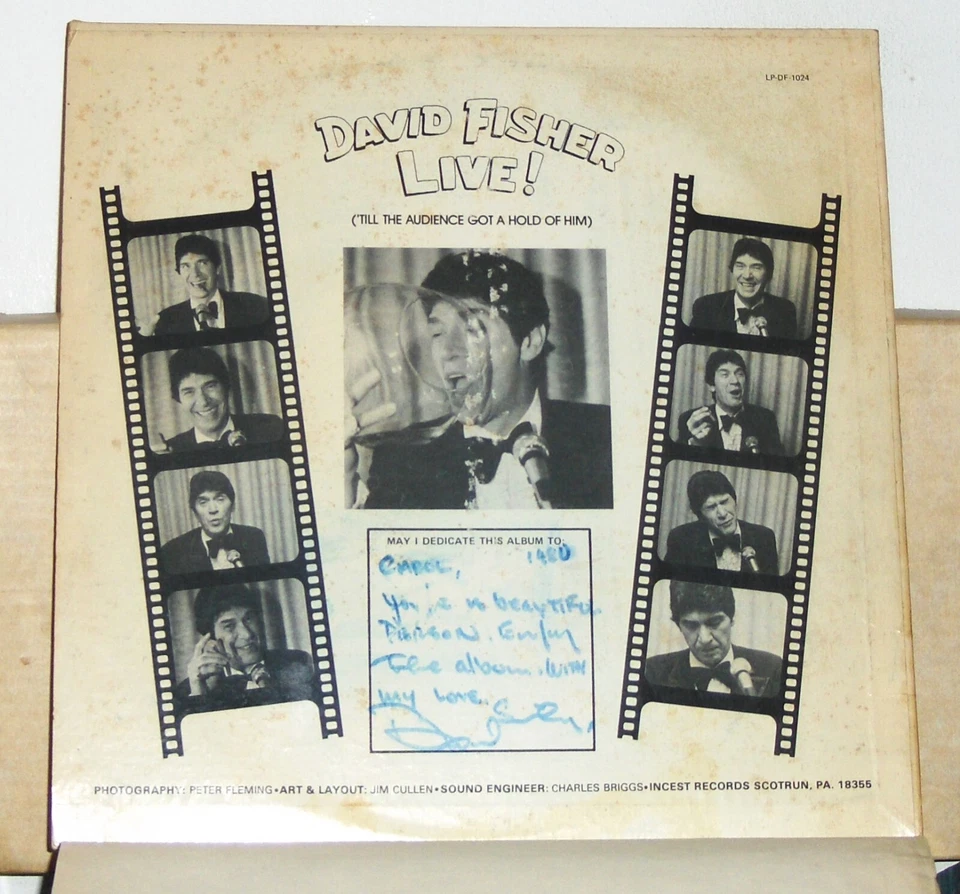 LP-DF-1024
DAVID FISHER
LIVE!
('TILL THE AUDIENCE GOT A HOLD OF HIM)
MAY I DEDICATE THIS ALBUM TO:
1980
You're beautiful
Person. Enjoy
The album. With
my Love.
David
PHOTOGRAPHY: PETER FLEMING•ART & LAYOUT: JIM CULLEN•SOUND ENGINEER: CHARLES BRIGGS•INCEST RECORDS SCOTRUN, PA. 18355